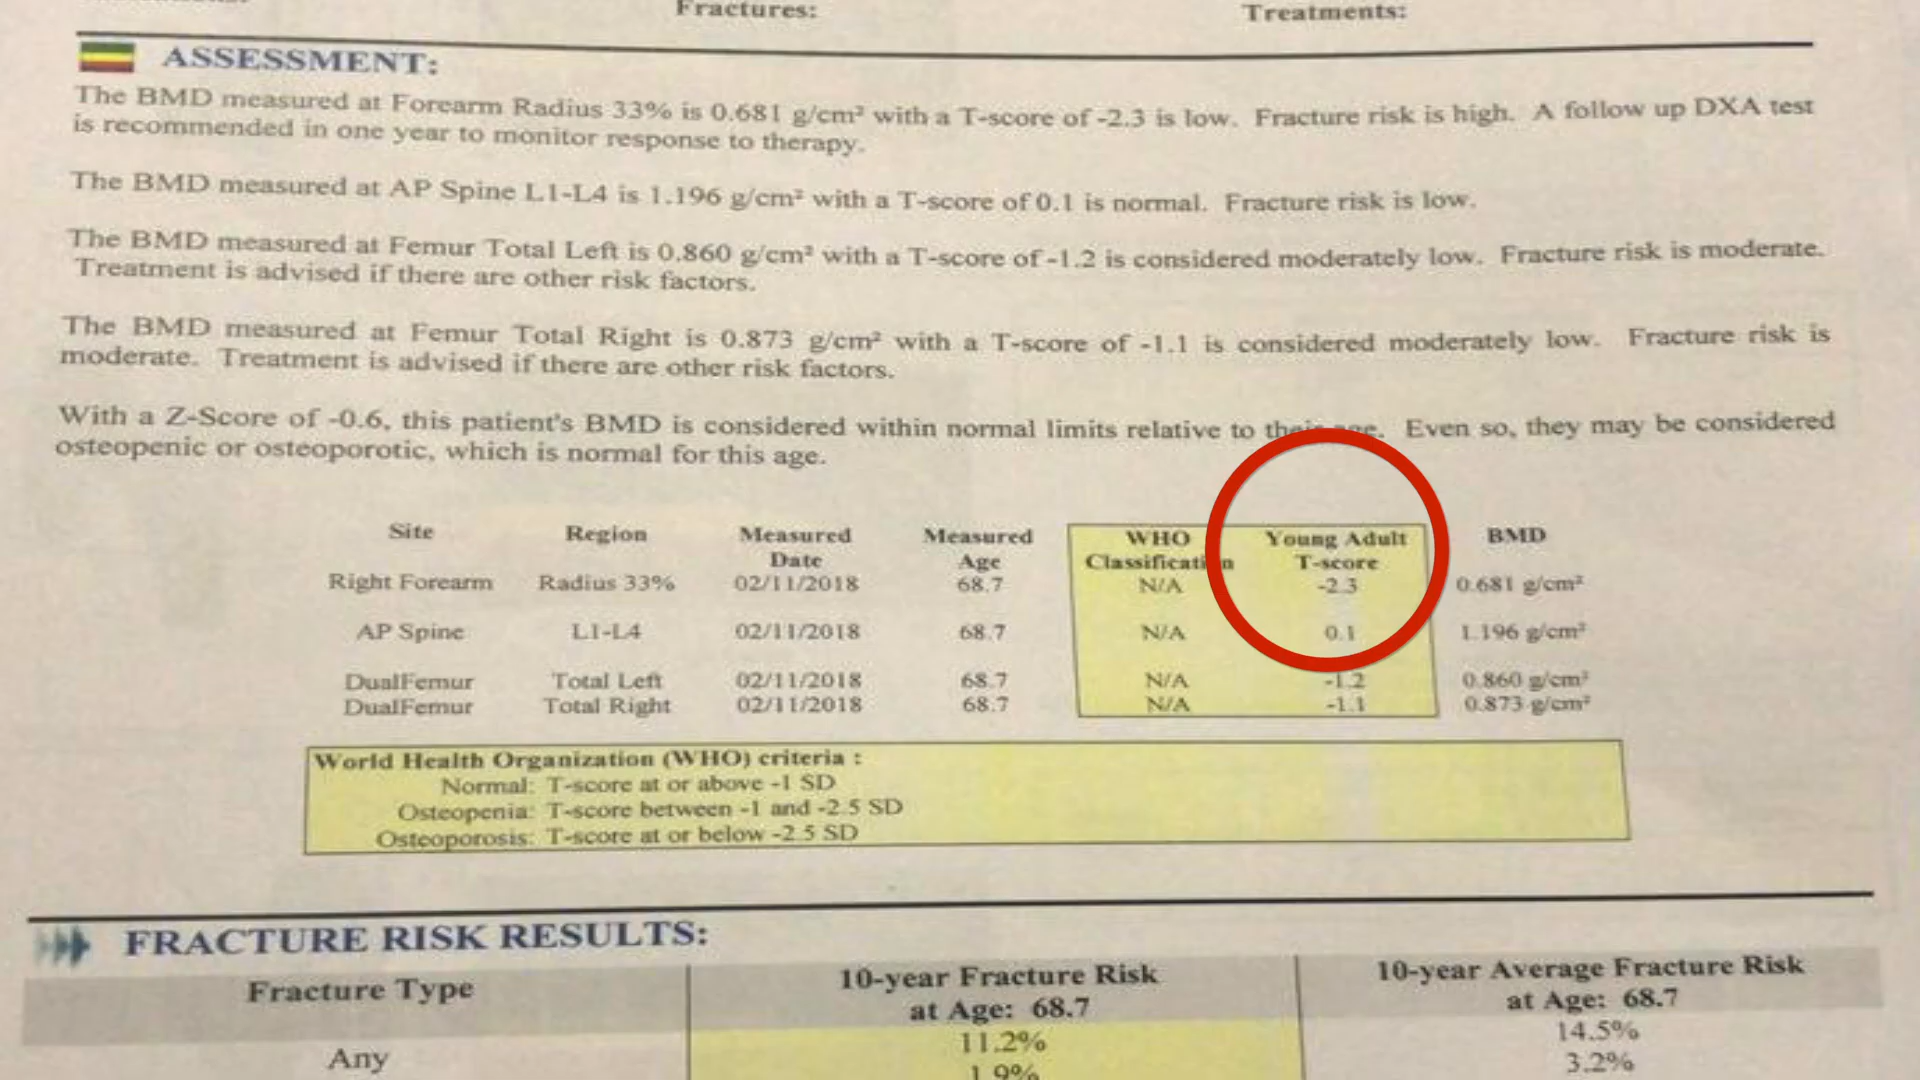 Fractures:
Treatments:
ASSESSMENT:
The BMD measured at Forearm Radius 33% is 0.681 g/cm² with a T-score of -2.3 is low. Fracture risk is high. A follow up DXA test
is recommended in one year to monitor response to therapy.
The BMD measured at AP Spine L1-L4 is 1.196 g/cm² with a T-score of 0.1 is normal. Fracture risk is low.
The BMD measured at Femur Total Left is 0.860 g/cm² with a T-score of -1.2 is considered moderately low. Fracture risk is moderate.
Treatment is advised if there are other risk factors.
The BMD measured at Femur Total Right is 0.873 g/cm² with a T-score of -1.1 is considered moderately low. Fracture risk is
moderate. Treatment is advised if there are other risk factors.
With a Z-Score of -0.6, this patient's BMD is considered within normal limits relative to their age. Even so, they may be considered
osteopenic or osteoporotic, which is normal for this age.
Site Region Measured Date Measured Age WHO Classification Young Adult T-score BMD
Right Forearm Radius 33% 02/11/2018 68.7 N/A -2.3 0.681 g/cm²
AP Spine L1-L4 02/11/2018 68.7 N/A 0.1 1.196 g/cm²
DualFemur Total Left 02/11/2018 68.7 N/A -1.2 0.860 g/cm²
DualFemur Total Right 02/11/2018 68.7 N/A -1.1 0.873 g/cm²
World Health Organization (WHO) criteria :
Normal: T-score at or above -1 SD
Osteopenia: T-score between -1 and -2.5 SD
Osteoporosis: T-score at or below -2.5 SD
FRACTURE RISK RESULTS:
Fracture Type 10-year Fracture Risk at Age: 68.7 10-year Average Fracture Risk at Age: 68.7
Any 11.2% 14.5%
1.9% 3.2%